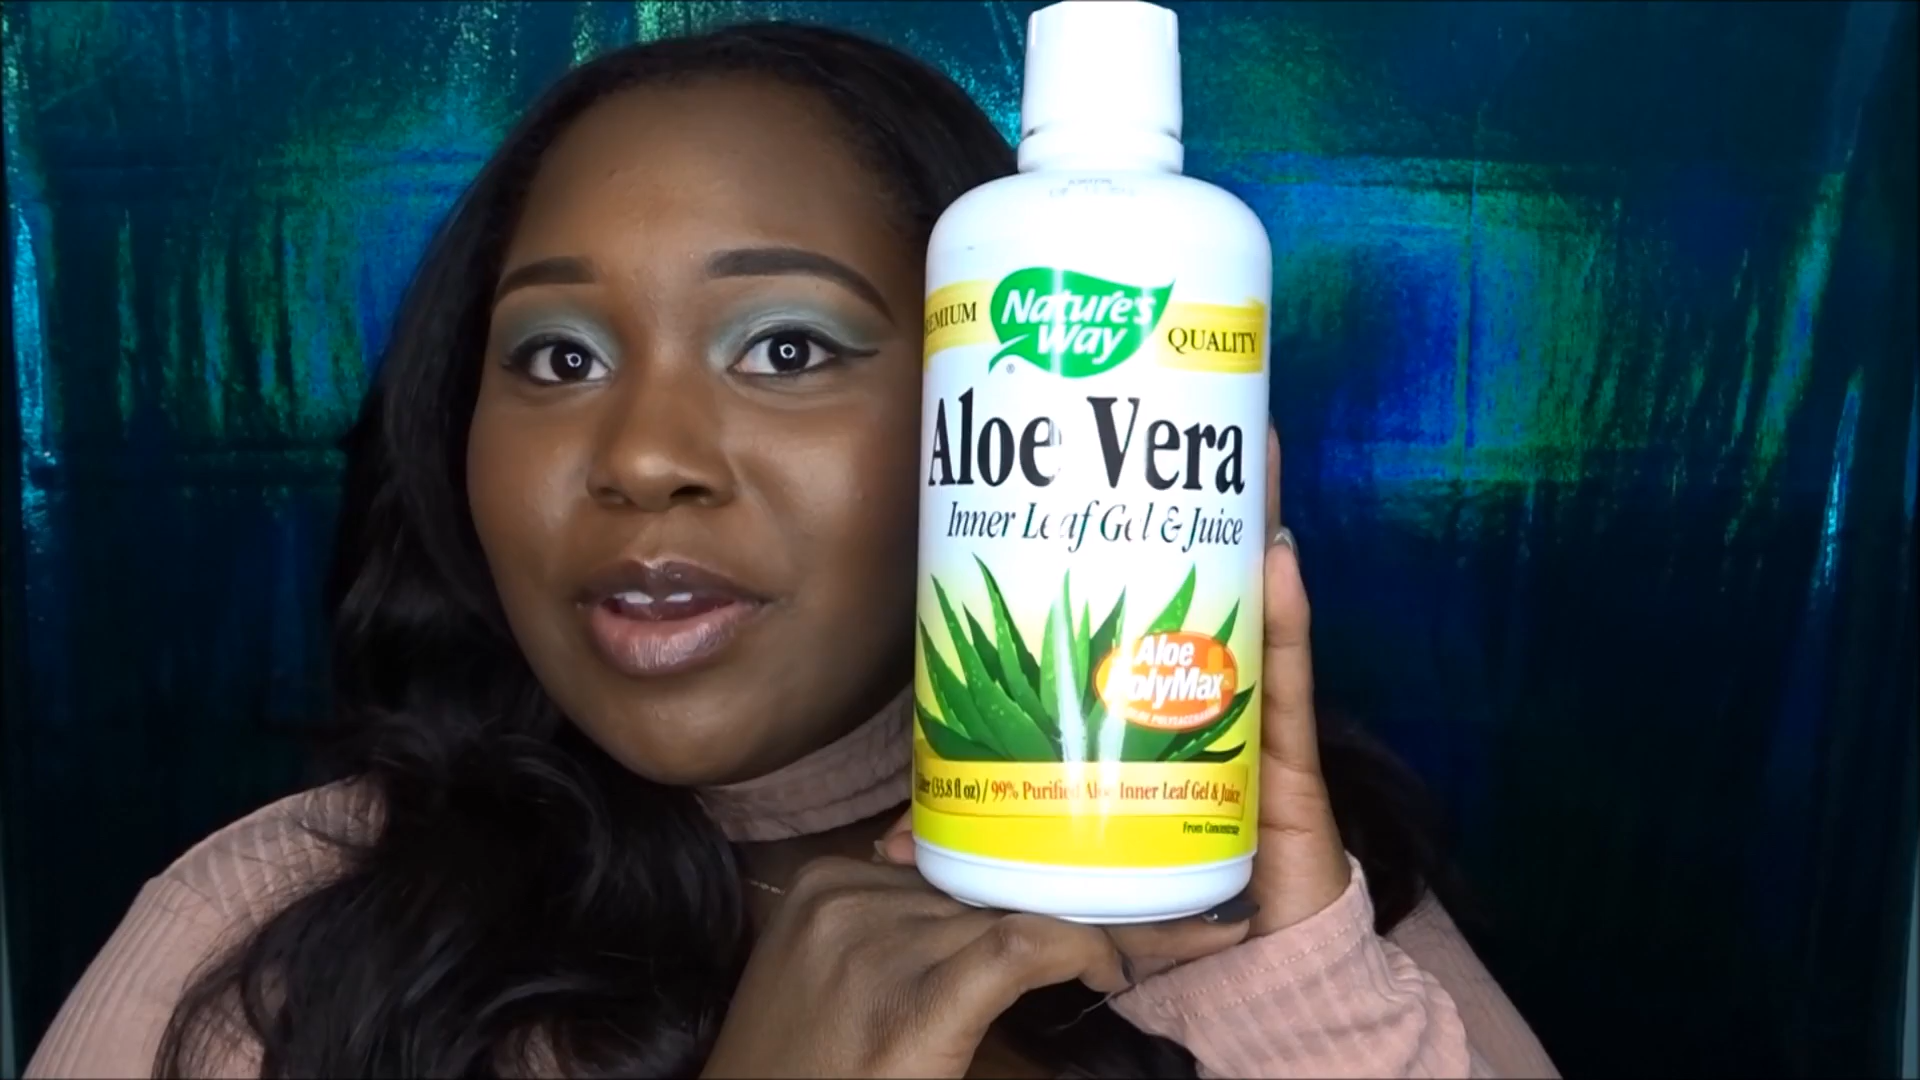 Nature's
Way
®
QUALITY
Aloe Vera
Inner Leaf Gel & Juice
Aloe
PolyMax
(33.8 fl oz) / 99% Purified Aloe Inner Leaf Gel & Juice
From Concentrate